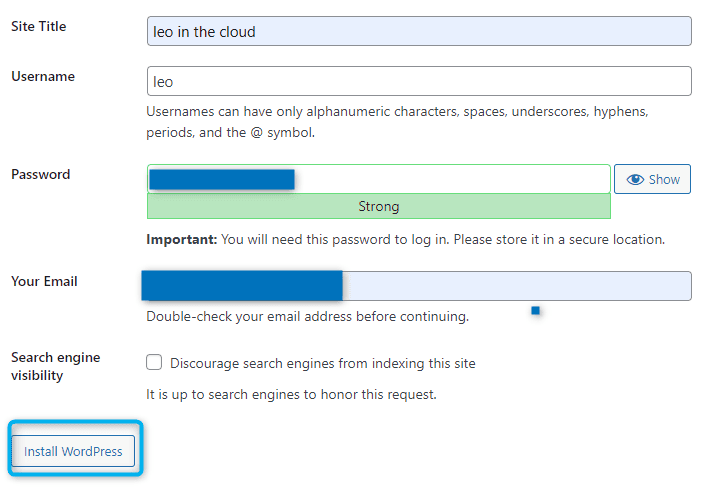 Site Title
leo in the cloud
Username
leo
Usernames can have only alphanumeric characters, spaces, underscores, hyphens,
periods, and the @ symbol.
Password
Show
Strong
Important: You will need this password to log in. Please store it in a secure location.
Your Email
Double-check your email address before continuing.
Search engine
visibility
Discourage search engines from indexing this site
It is up to search engines to honor this request.
Install WordPress